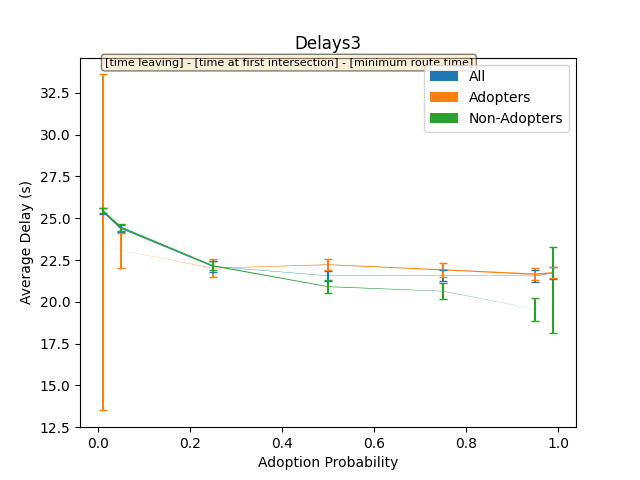 Delays3
[time leaving] - [time at first intersection] - [minimum route time]
All
Adopters
Non-Adopters
Average Delay (s)
32.5
30.0
27.5
25.0
22.5
20.0
17.5
15.0
12.5
0.0 0.2 0.4 0.6 0.8 1.0
Adoption Probability